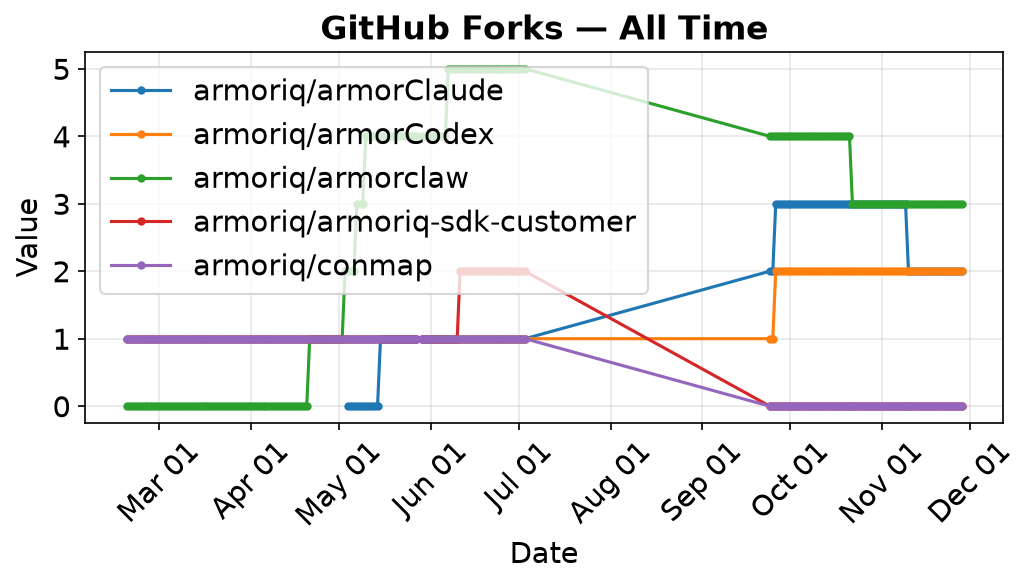 GitHub Forks — All Time
armoriq/armorClaude
armoriq/armorCodex
armoriq/armorclaw
armoriq/armoriq-sdk-customer
armoriq/conmap
Value
5
4
3
2
1
0
Mar 01
Apr 01
May 01
Jun 01
Jul 01
Aug 01
Sep 01
Oct 01
Nov 01
Dec 01
Date